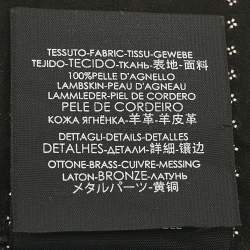 TESSUTO-FABRIC-TISSU-GEWEBE
TEJIDO-TECIDO-ТКАНЬ-表地-面料
100%PELLE D'AGNELLO
LAMBSKIN-PEAU D'AGNEAU
LAMMLEDER-PIEL DE CORDERO
PELE DE CORDEIRO
КОЖА ЯГНЁНКА-羊革-羊皮革
DETTAGLI-DETAILS-DETALLES
DETALHES-ДЕТАЛИ-詳細-镶边
OTTONE-BRASS-CUIVRE-MESSING
LATON-BRONZE-ЛАТУНЬ
メタルパーツ-黄铜